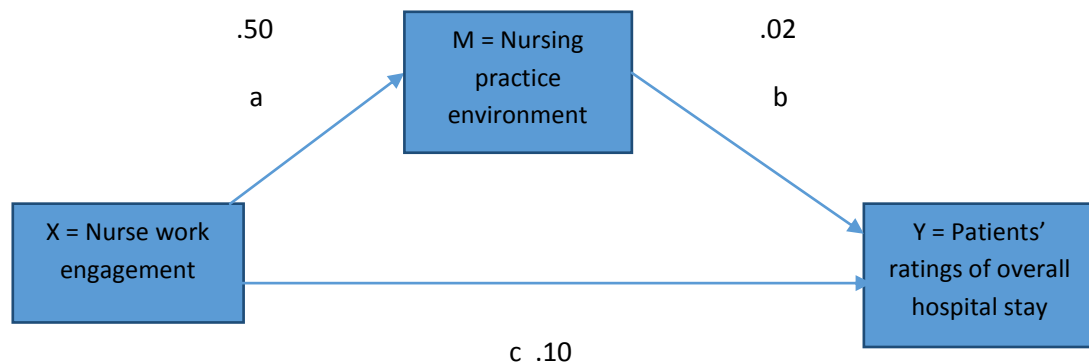 .50
a
M = Nursing
practice
environment
.02
b
X = Nurse work
engagement
Y = Patients’
ratings of overall
hospital stay
c .10